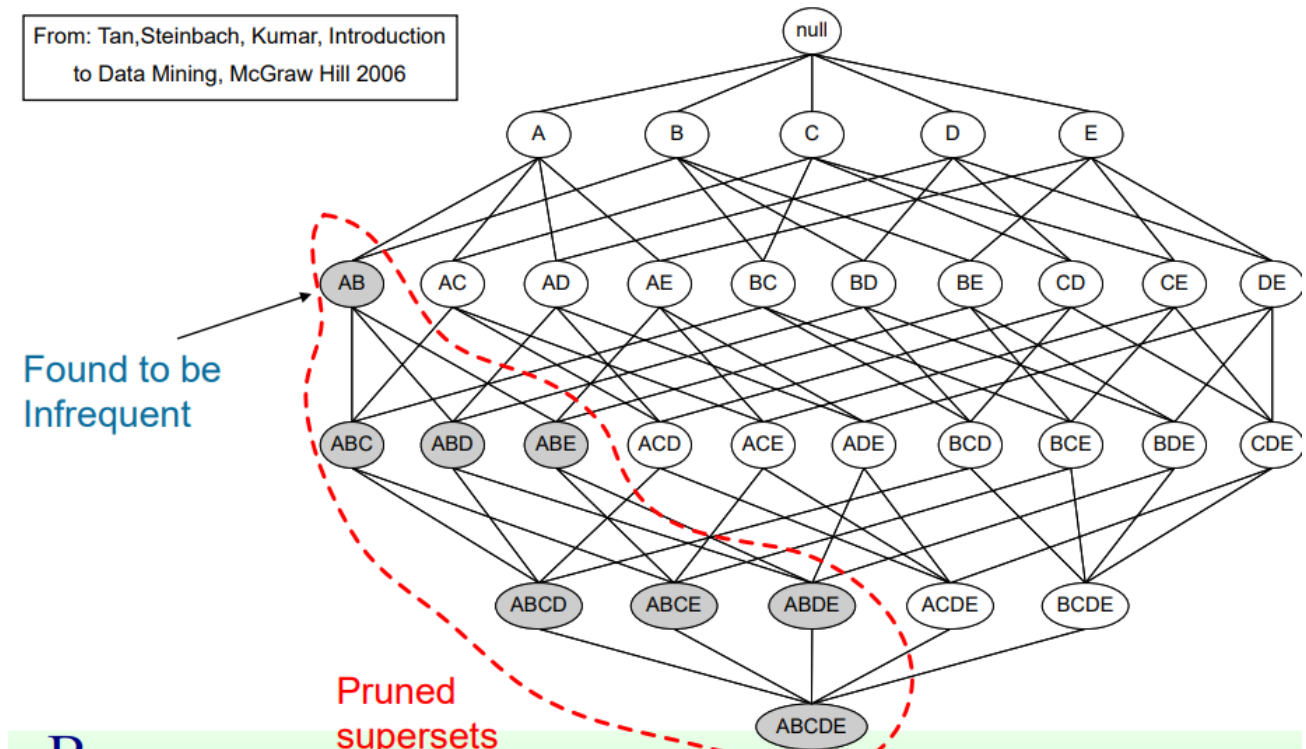 From: Tan,Steinbach, Kumar, Introduction
to Data Mining, McGraw Hill 2006
null
A B C D E
AB AC AD AE BC BD BE CD CE DE
Found to be
Infrequent
ABC ABD ABE ACD ACE ADE BCD BCE BDE CDE
ABCD ABCE ABDE ACDE BCDE
Pruned
supersets
ABCDE